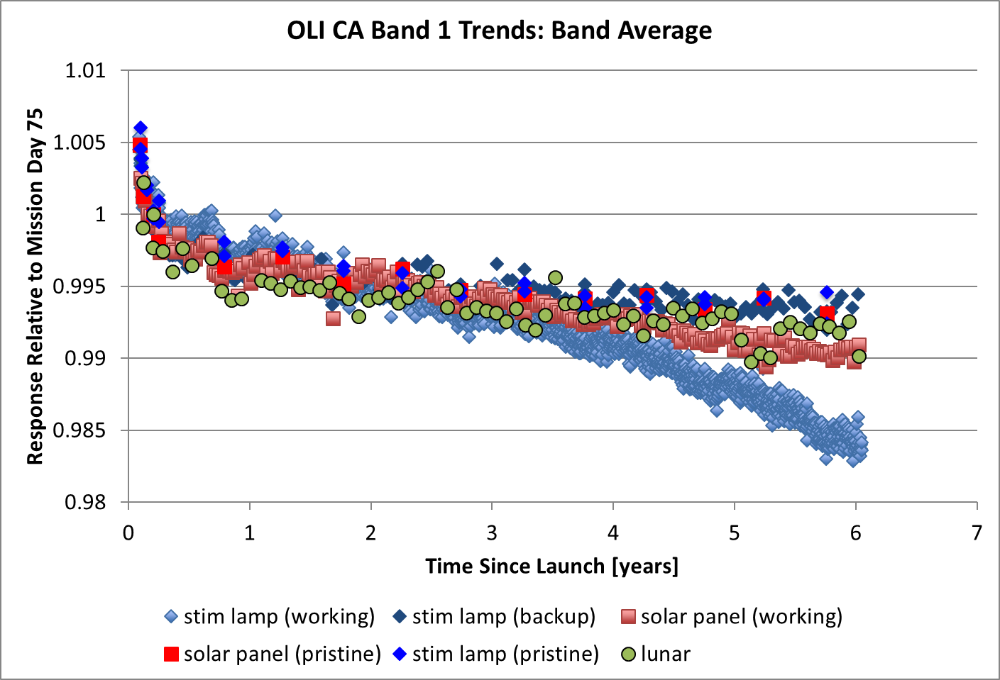 OLI CA Band 1 Trends: Band Average
Response Relative to Mission Day 75
1.01
1.005
1
0.995
0.99
0.985
0.98
0 1 2 3 4 5 6 7
Time Since Launch [years]
stim lamp (working) stim lamp (backup) solar panel (working)
solar panel (pristine) stim lamp (pristine) lunar